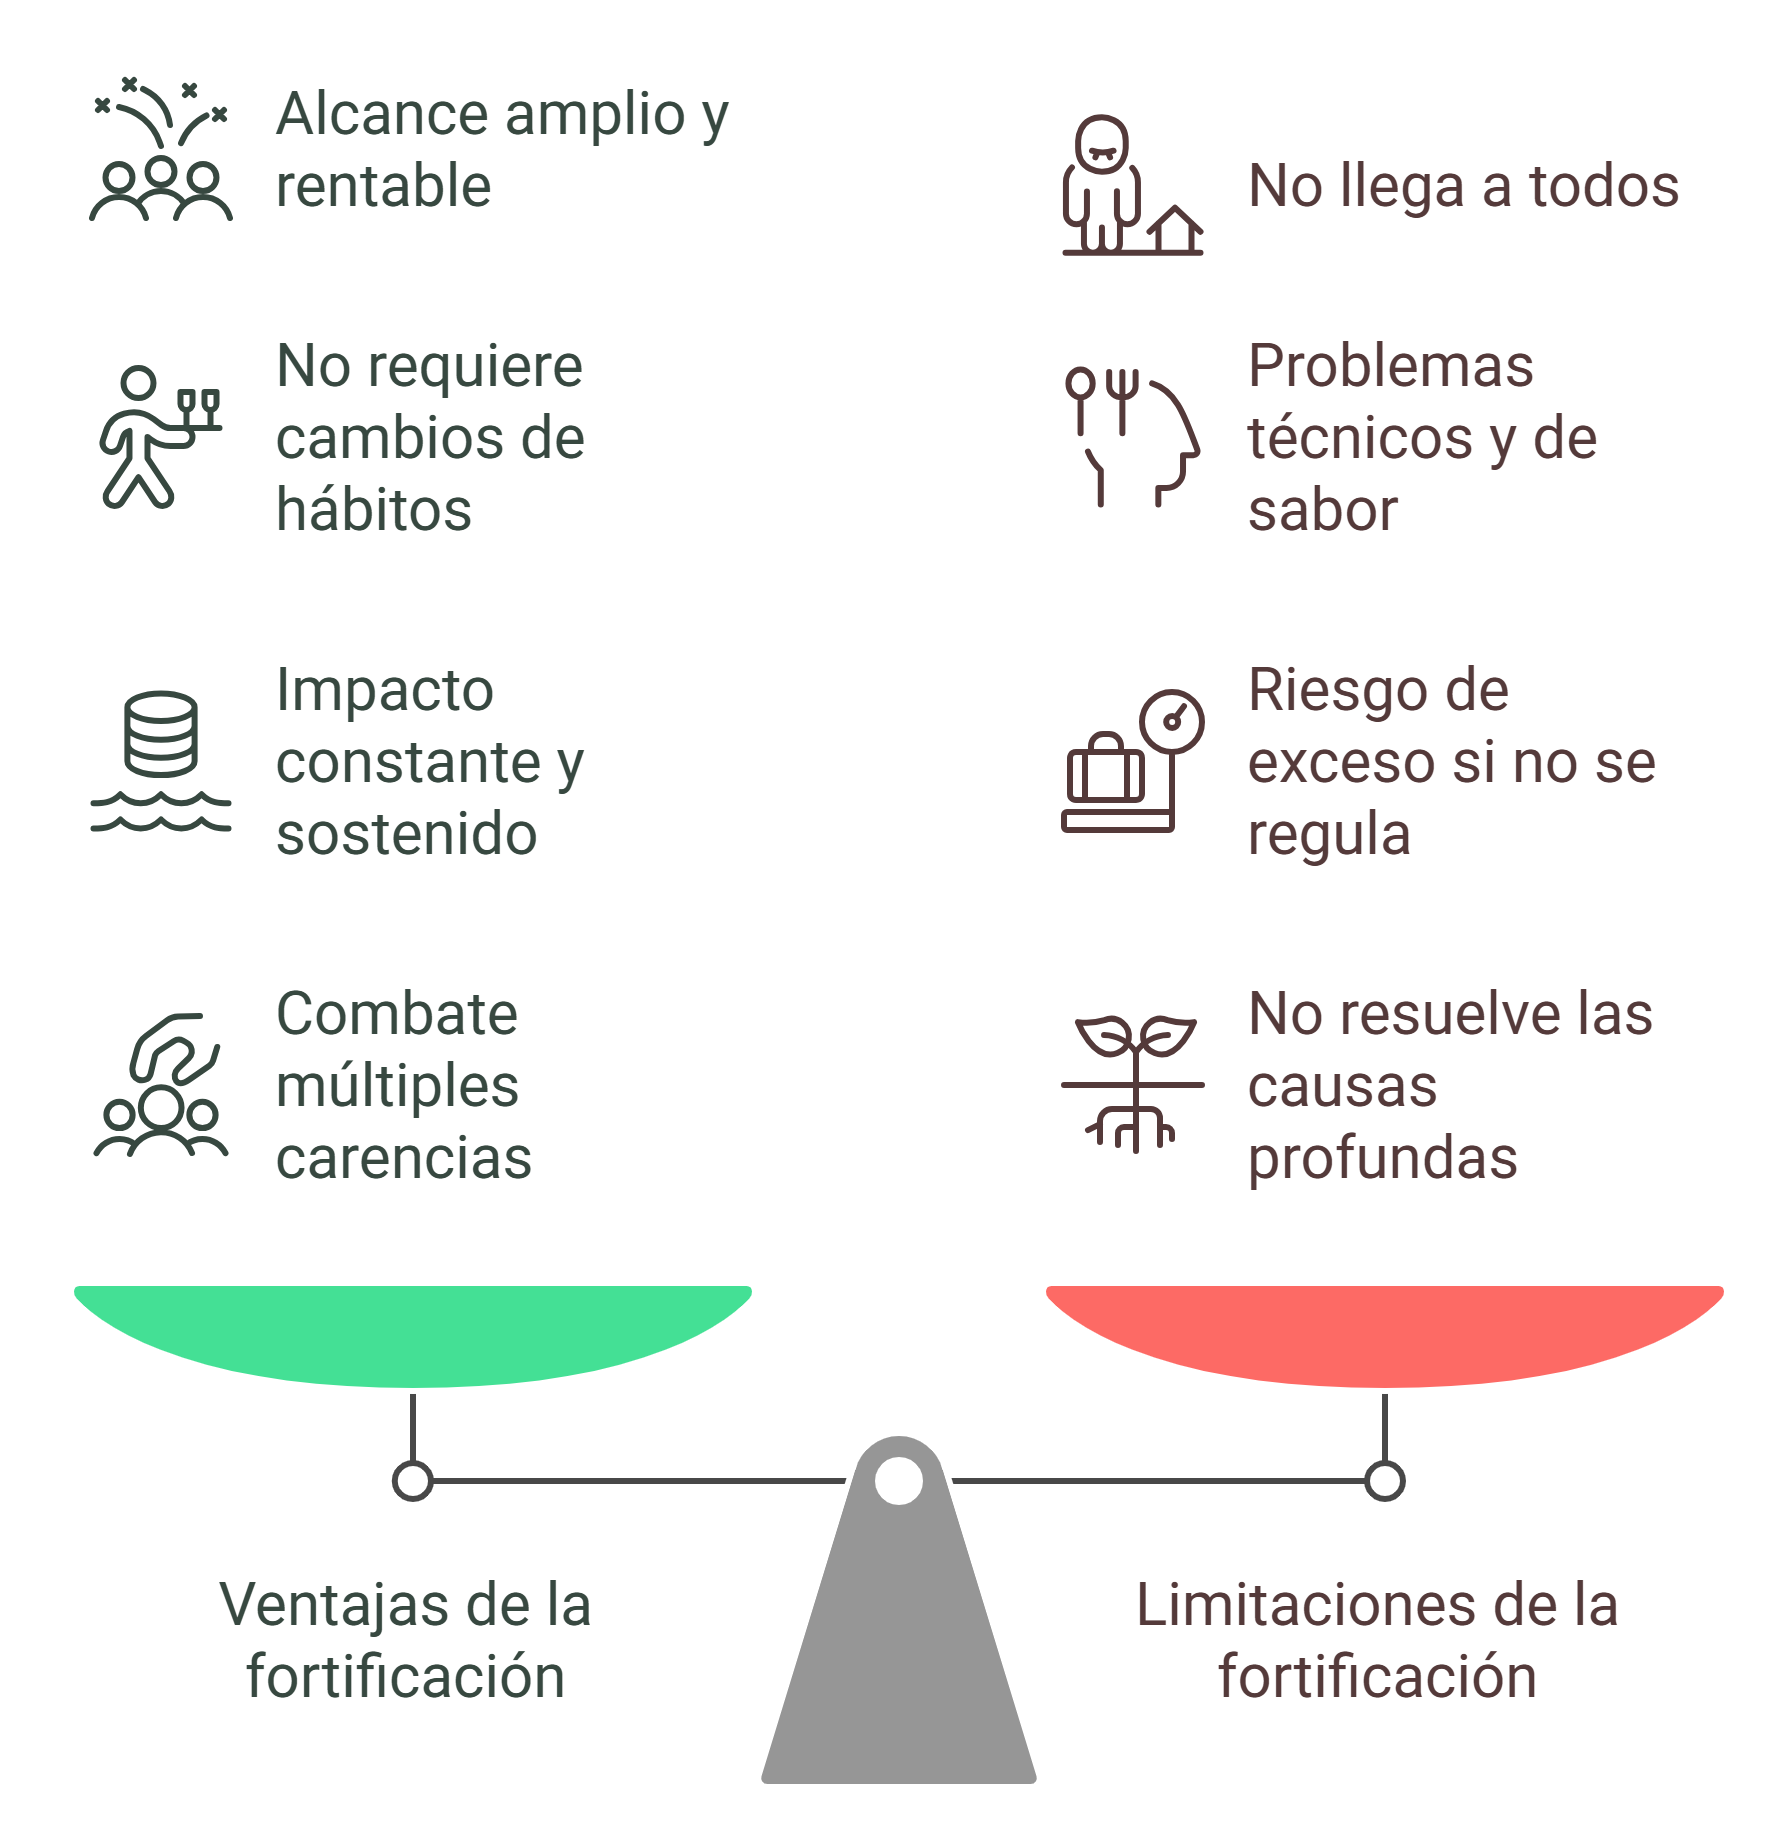 Alcance amplio y
rentable
No requiere
cambios de
hábitos
Impacto
constante y
sostenido
Combate
múltiples
carencias
Ventajas de la
fortificación
No llega a todos
Problemas
técnicos y de
sabor
Riesgo de
exceso si no se
regula
No resuelve las
causas
profundas
Limitaciones de la
fortificación